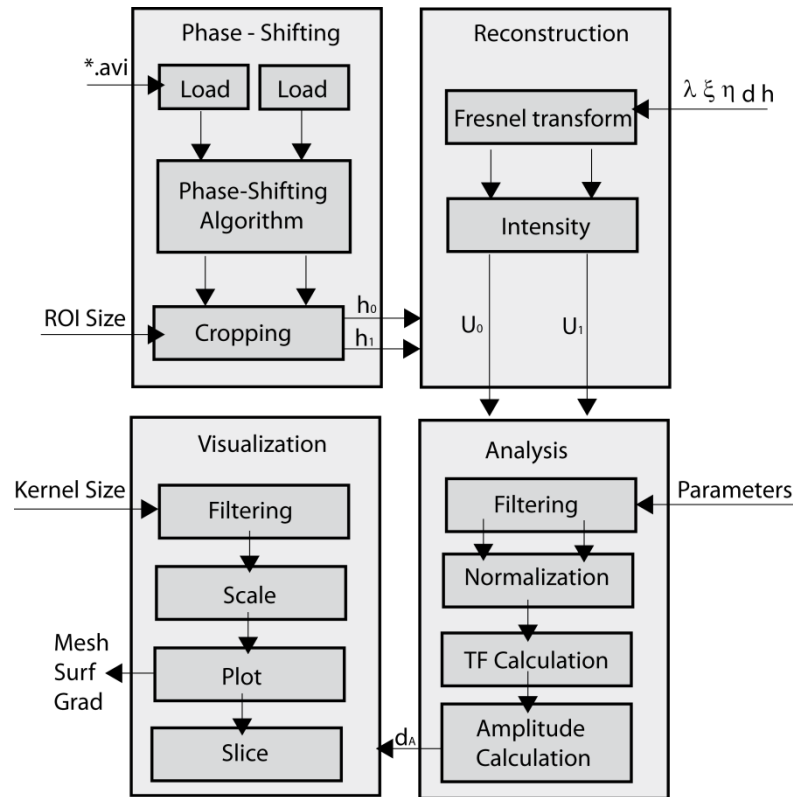 Phase - Shifting
*.avi
Load
Load
Phase-Shifting
Algorithm
ROI Size
Cropping
h₀
h₁
Reconstruction
λ ξ η d h
Fresnel transform
Intensity
U₀
U₁
Visualization
Kernel Size
Filtering
Scale
Mesh
Surf
Grad
Plot
Slice
Analysis
Parameters
Filtering
Normalization
TF Calculation
Amplitude
Calculation
dₐ